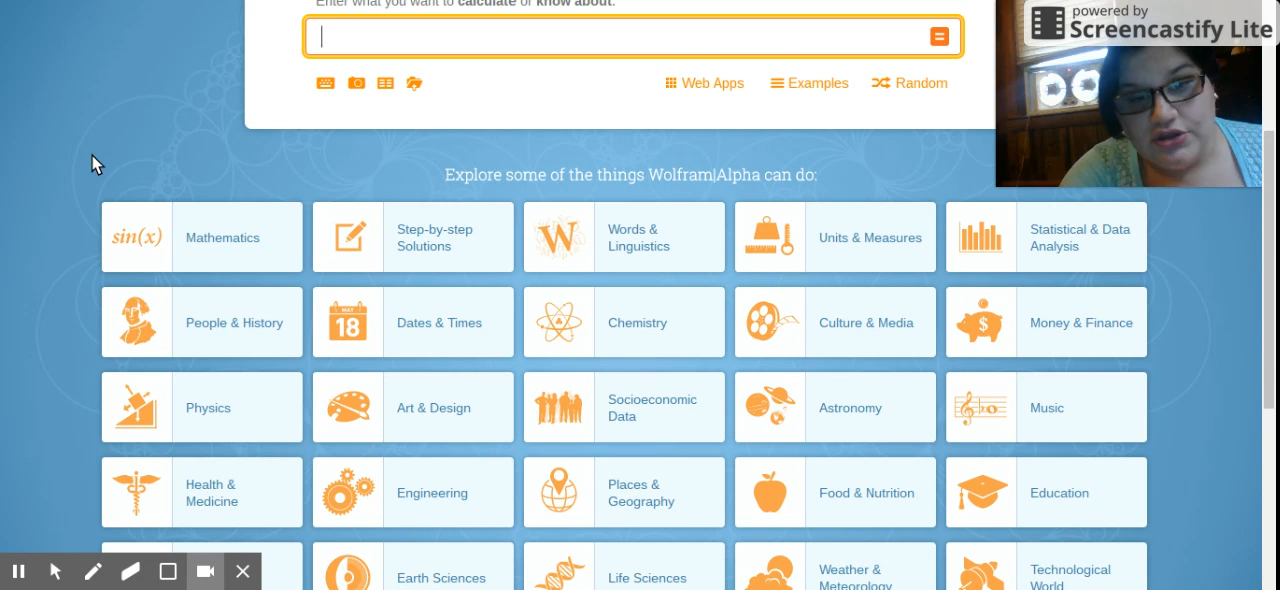 Enter what you want to calculate or know about:
powered by
Screencastify Lite
Web Apps
Examples
Random
Explore some of the things Wolfram|Alpha can do:
sin(x)
Mathematics
Step-by-step
Solutions
W
Words &
Linguistics
Units & Measures
Statistical & Data
Analysis
People & History
MAY
18
Dates & Times
Chemistry
Culture & Media
$
Money & Finance
Physics
Art & Design
Socioeconomic
Data
Astronomy
Music
Health &
Medicine
Engineering
Places &
Geography
Food & Nutrition
Education
Earth Sciences
Life Sciences
Weather &
Meteorology
Technological
World